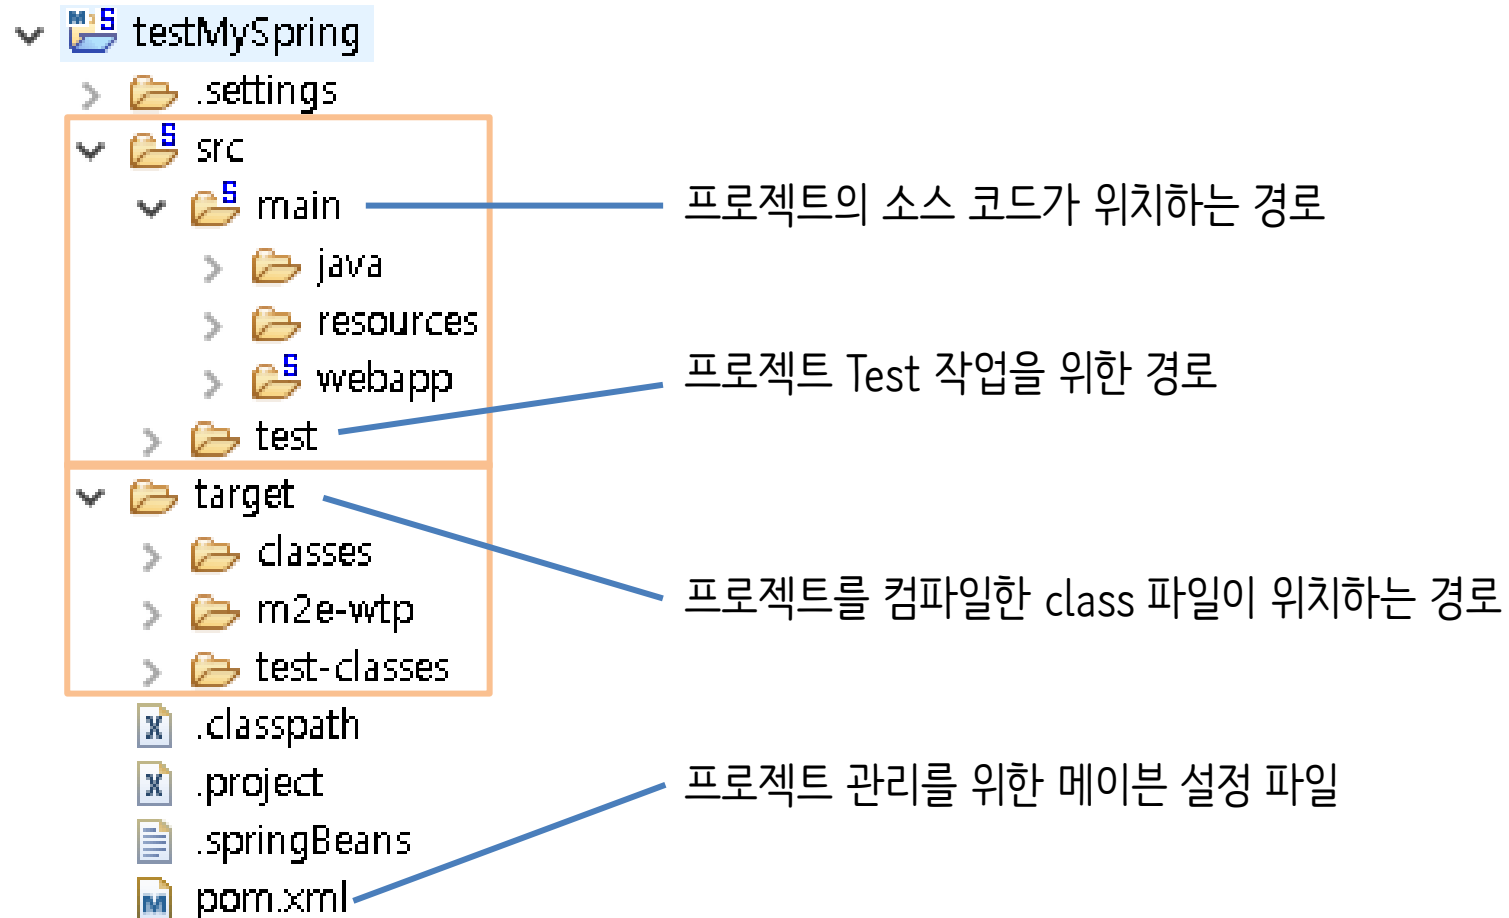 testMySpring
.settings
src
main
프로젝트의 소스 코드가 위치하는 경로
java
resources
webapp
프로젝트 Test 작업을 위한 경로
test
target
classes
프로젝트를 컴파일한 class 파일이 위치하는 경로
m2e-wtp
test-classes
.classpath
.project
프로젝트 관리를 위한 메이븐 설정 파일
.springBeans
pom.xml